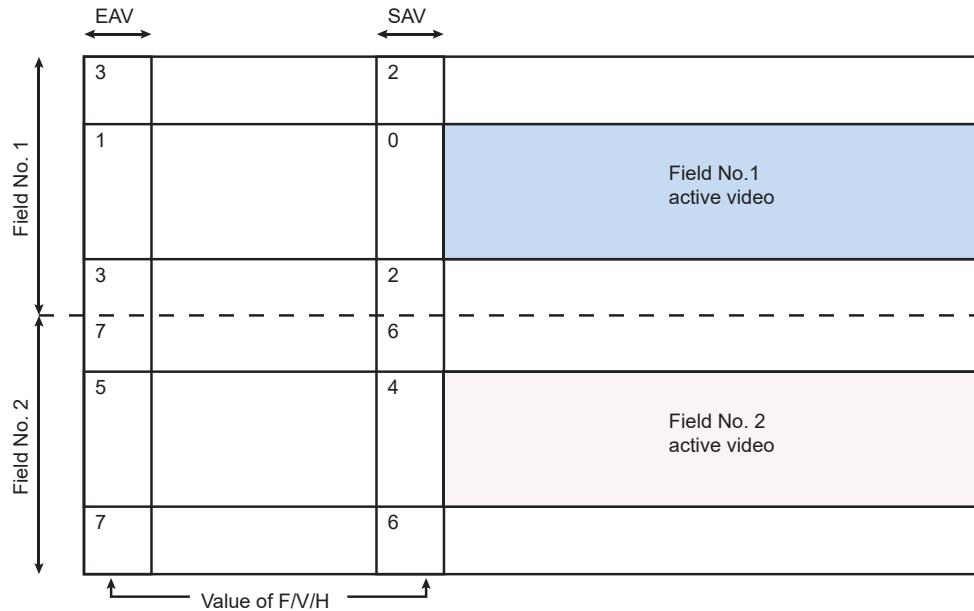 EAV SAV
3 2
1 0
Field No.1
active video
Field No. 1
3 2
7 6
5 4
Field No. 2
active video
Field No. 2
7 6
Value of F/V/H